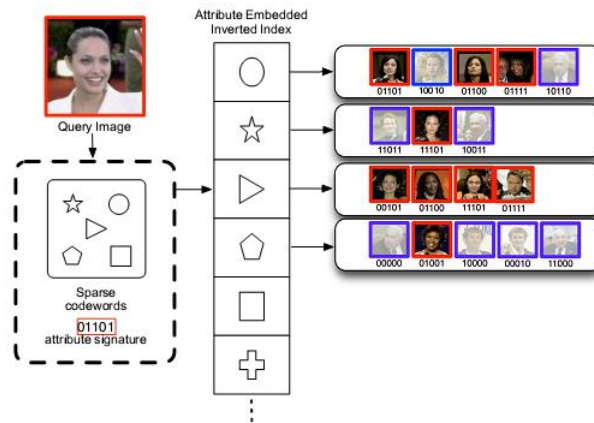 Attribute Embedded
Inverted Index
Query Image
01101 10010 01100 01111 10110
11011 11101 10011
00101 01100 11101 01111
00000 01001 10000 00010 11000
Sparse
codewords
01101
attribute signature